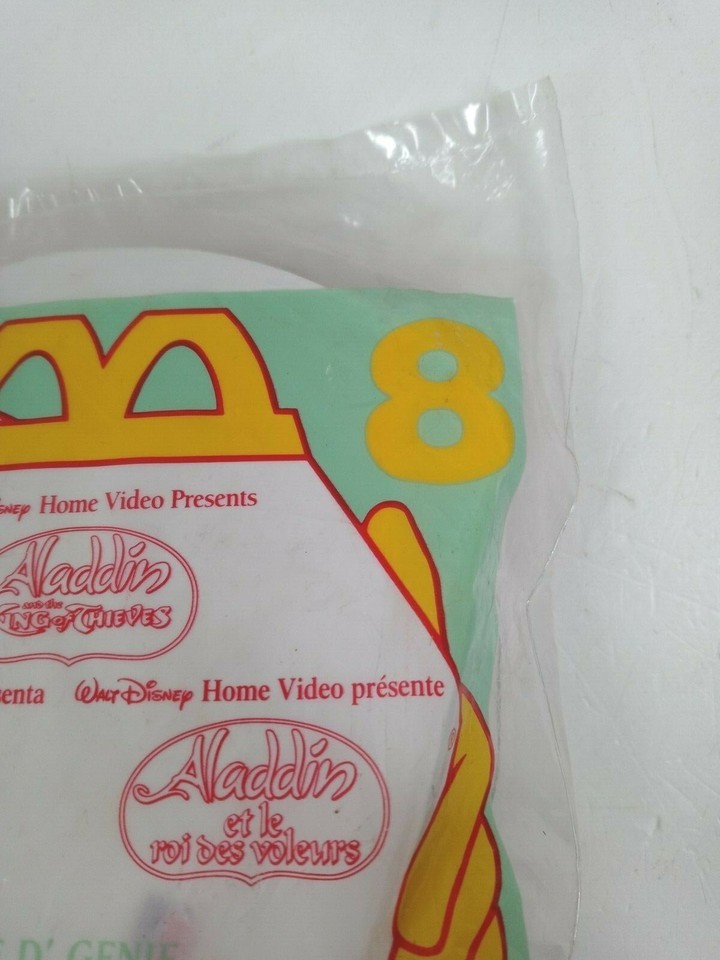 8
Home Video Presents
Aladdin
and the
KING of THIEVES
WALT DISNEY Home Video présente
Aladdin
et le
roi des voleurs
D' GENIE